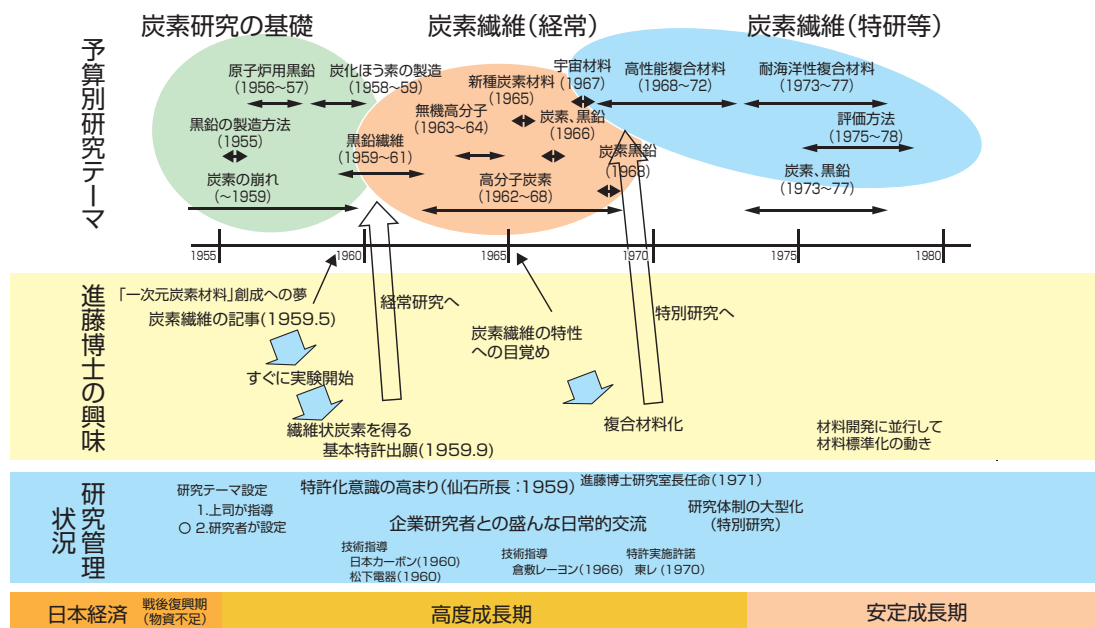 炭素研究の基礎
炭素繊維（経常）
炭素繊維（特研等）
予算別研究テーマ
原子炉用黒鉛
（1956~57）
炭化ほう素の製造
（1958~59）
黒鉛の製造方法
（1955）
炭素の崩れ
（~1959）
黒鉛繊維
（1959~61）
無機高分子
（1963~64）
新種炭素材料
（1965）
宇宙材料
（1967）
炭素、黒鉛
（1966）
炭素黒鉛
（1968）
高分子炭素
（1962~68）
高性能複合材料
（1968~72）
耐海洋性複合材料
（1973~77）
評価方法
（1975~78）
炭素、黒鉛
（1973~77）
1955
1960
1965
1970
1975
1980
進藤博士の興味
「一次元炭素材料」創成への夢
炭素繊維の記事(1959.5)
すぐに実験開始
繊維状炭素を得る
基本特許出願(1959.9)
経常研究へ
炭素繊維の特性
への目覚め
複合材料化
特別研究へ
材料開発に並行して
材料標準化の動き
研究管理
状況
研究テーマ設定
1.上司が指導
○ 2.研究者が設定
特許化意識の高まり(仙石所長：1959)
進藤博士研究室長任命(1971)
企業研究者との盛んな日常的交流
研究体制の大型化
（特別研究）
技術指導
日本カーボン(1960)
松下電器(1960)
技術指導
倉敷レーヨン(1966)
特許実施許諾
東レ(1970)
日本経済
戦後復興期
（物資不足）
高度成長期
安定成長期